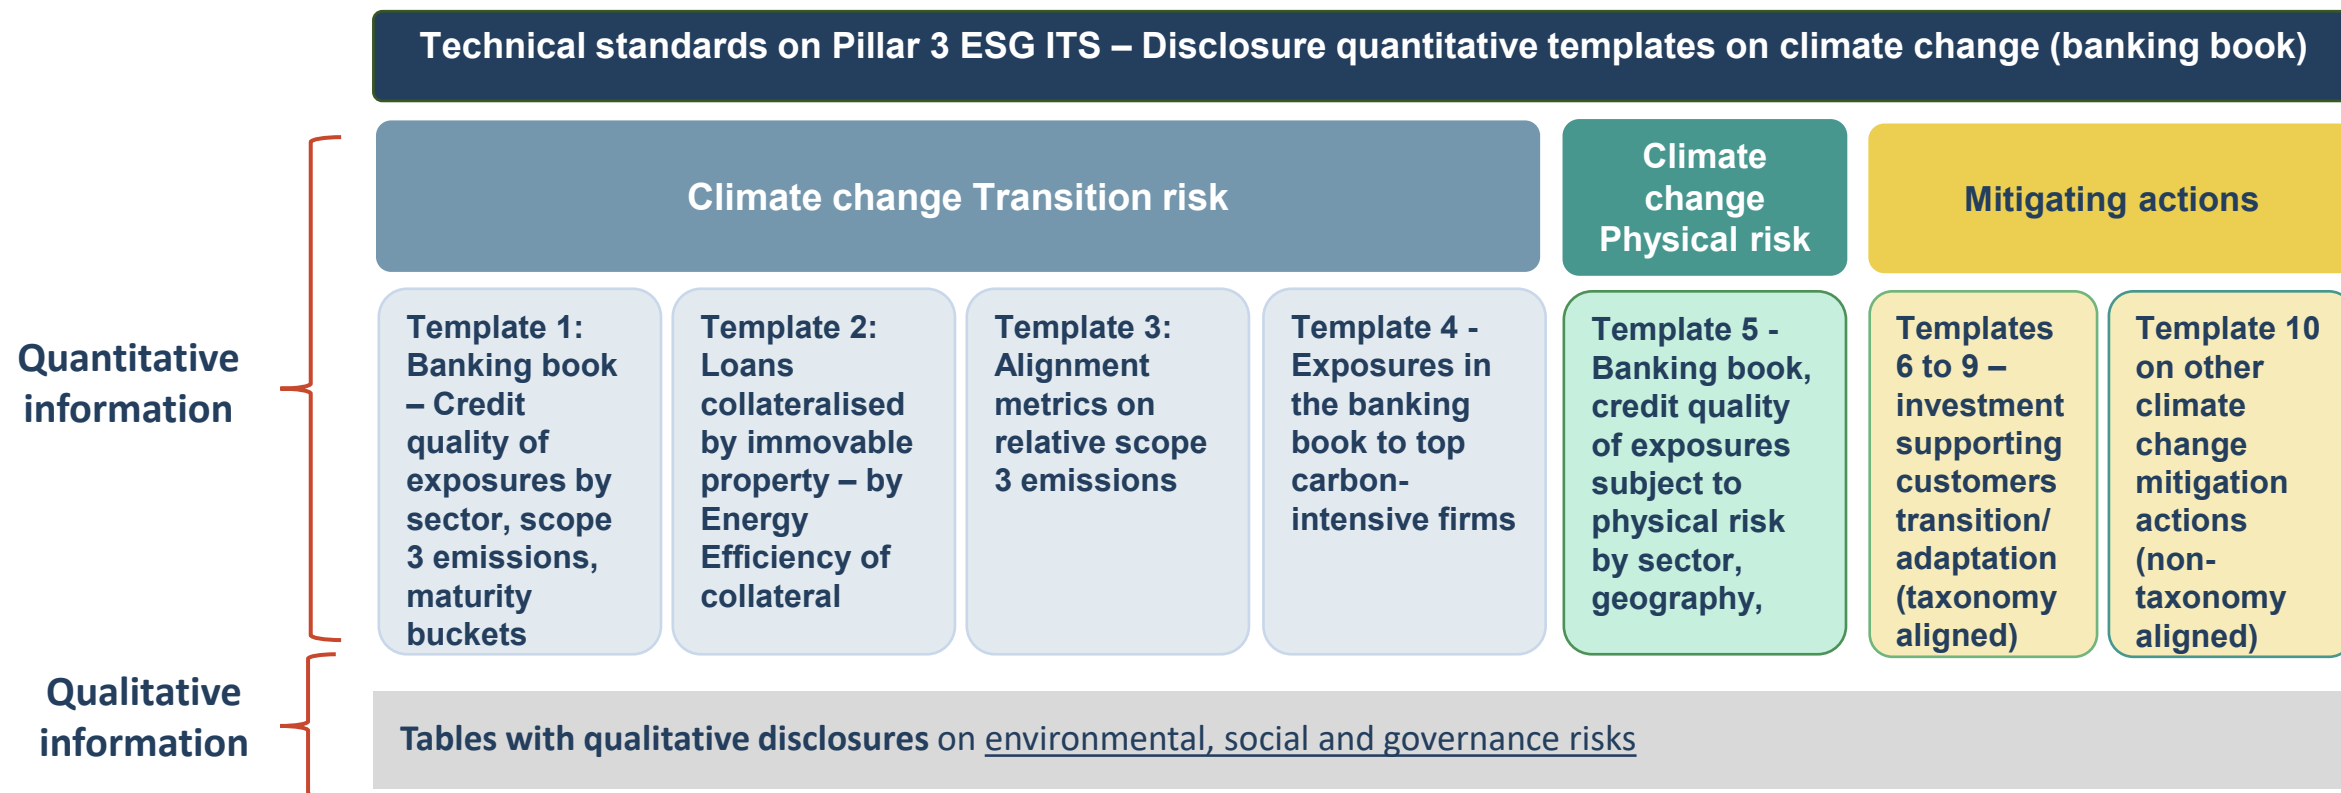 Technical standards on Pillar 3 ESG ITS – Disclosure quantitative templates on climate change (banking book)
Quantitative
information
Climate change Transition risk
Climate
change
Physical risk
Mitigating actions
Template 1:
Banking book
– Credit
quality of
exposures by
sector, scope
3 emissions,
maturity
buckets
Template 2:
Loans
collateralised
by immovable
property – by
Energy
Efficiency of
collateral
Template 3:
Alignment
metrics on
relative scope
3 emissions
Template 4 -
Exposures in
the banking
book to top
carbon-
intensive firms
Template 5 -
Banking book,
credit quality
of exposures
subject to
physical risk
by sector,
geography,
Templates
6 to 9 –
investment
supporting
customers
transition/
adaptation
(taxonomy
aligned)
Template 10
on other
climate
change
mitigation
actions
(non-
taxonomy
aligned)
Qualitative
information
Tables with qualitative disclosures on environmental, social and governance risks